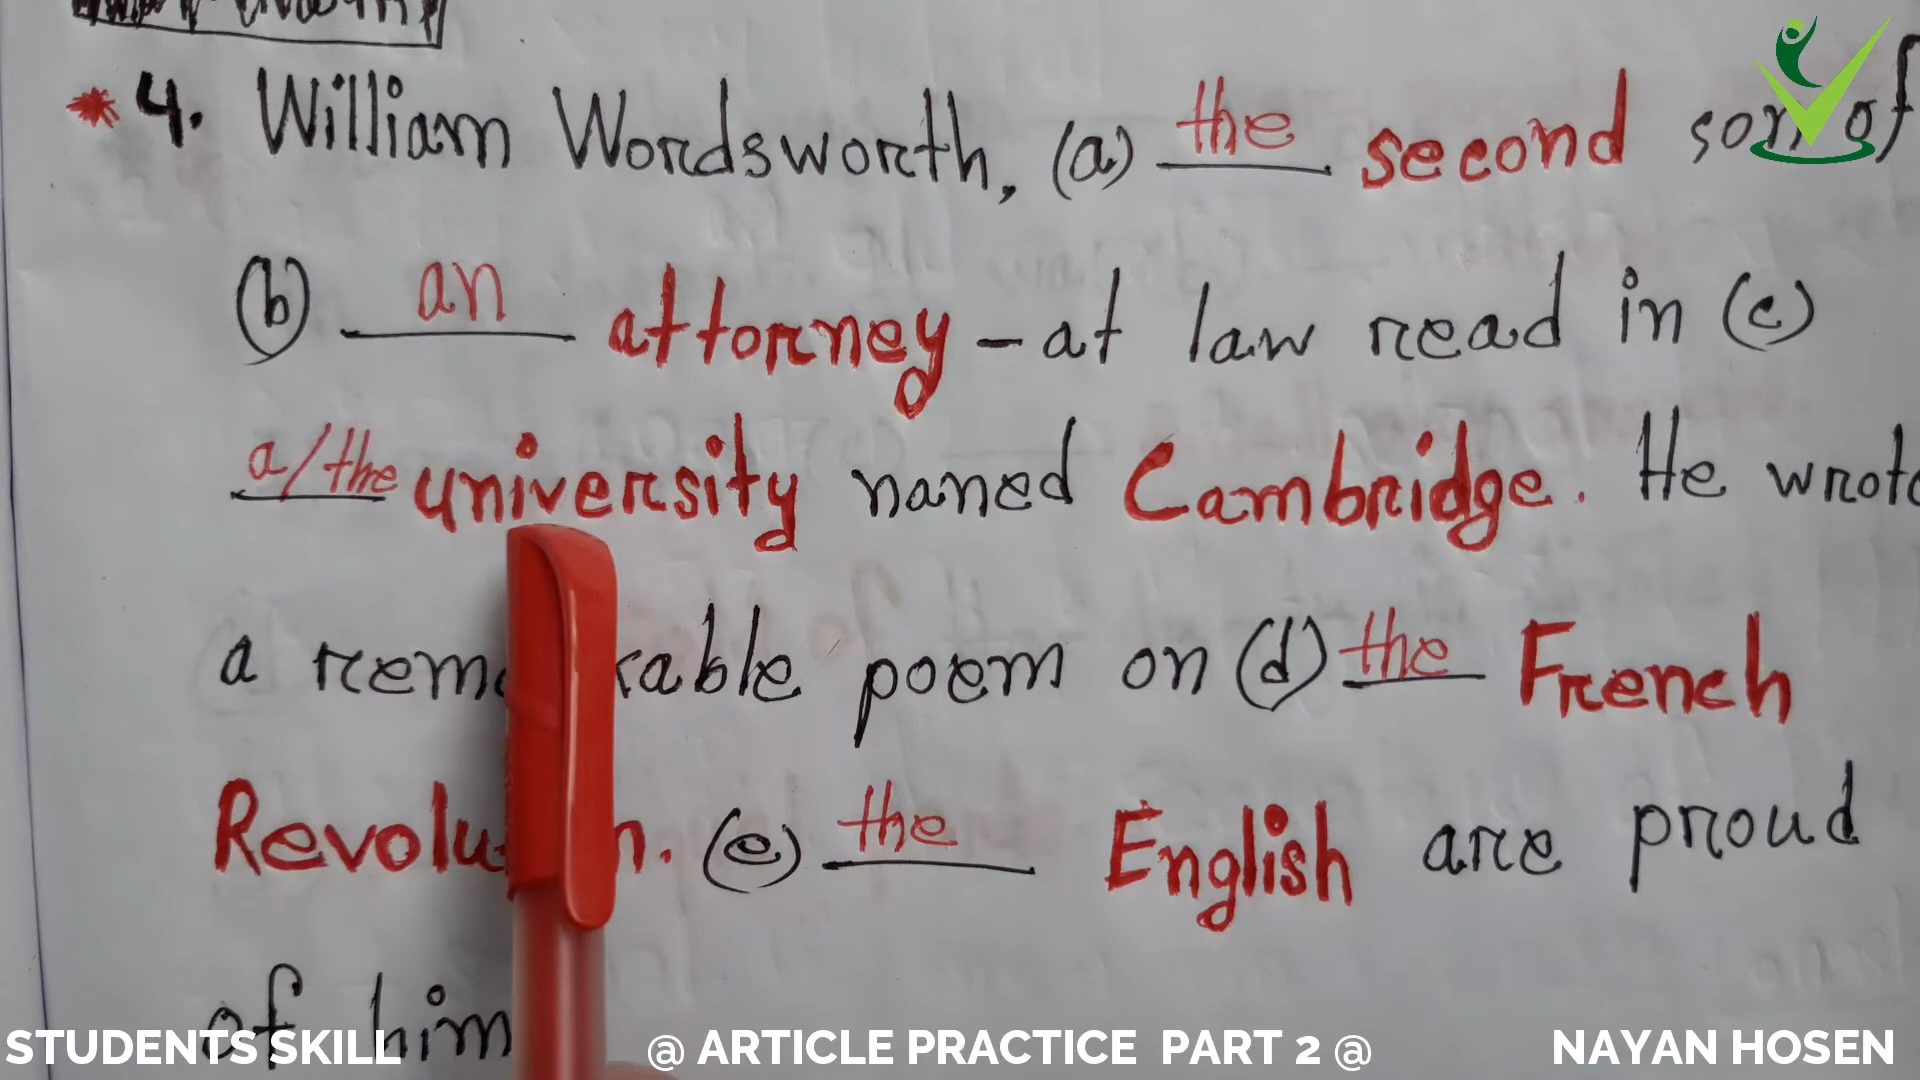 *4. William Wordsworth, (a) the second son of
(b) an attorney - at law read in (c)
a/the university naned Cambridge. He wrote
a remarkable poem on (d) the French
Revolution. (e) the English are proud
of him
STUDENTS SKILL @ ARTICLE PRACTICE PART 2 @ NAYAN HOSEN